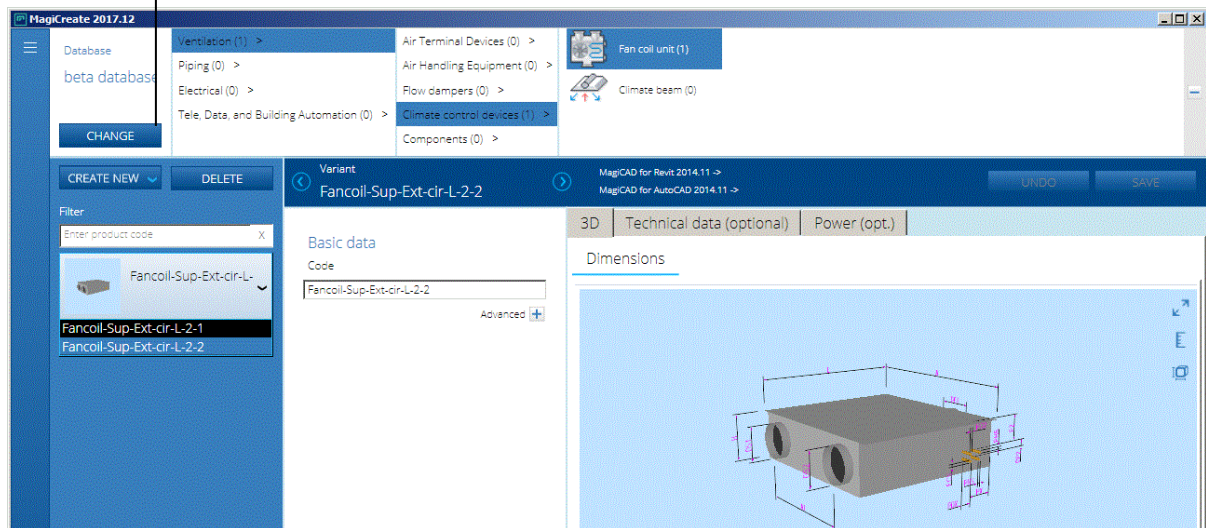 MagiCreate 2017.12
Database
beta database
CHANGE
Ventilation (1) >
Piping (0) >
Electrical (0) >
Tele, Data, and Building Automation (0) >
Air Terminal Devices (0) >
Air Handling Equipment (0) >
Flow dampers (0) >
Climate control devices (1) >
Components (0) >
Fan coil unit (1)
Climate beam (0)
CREATE NEW
DELETE
Filter
Enter product code X
Fancoil-Sup-Ext-cir-L-
Fancoil-Sup-Ext-cir-L-2-1
Fancoil-Sup-Ext-cir-L-2-2
Variant
Fancoil-Sup-Ext-cir-L-2-2
MagiCAD for Revit 2014.11 ->
MagiCAD for AutoCAD 2014.11 ->
UNDO
SAVE
Basic data
Code
Fancoil-Sup-Ext-cir-L-2-2
Advanced +
3D
Technical data (optional)
Power (opt.)
Dimensions